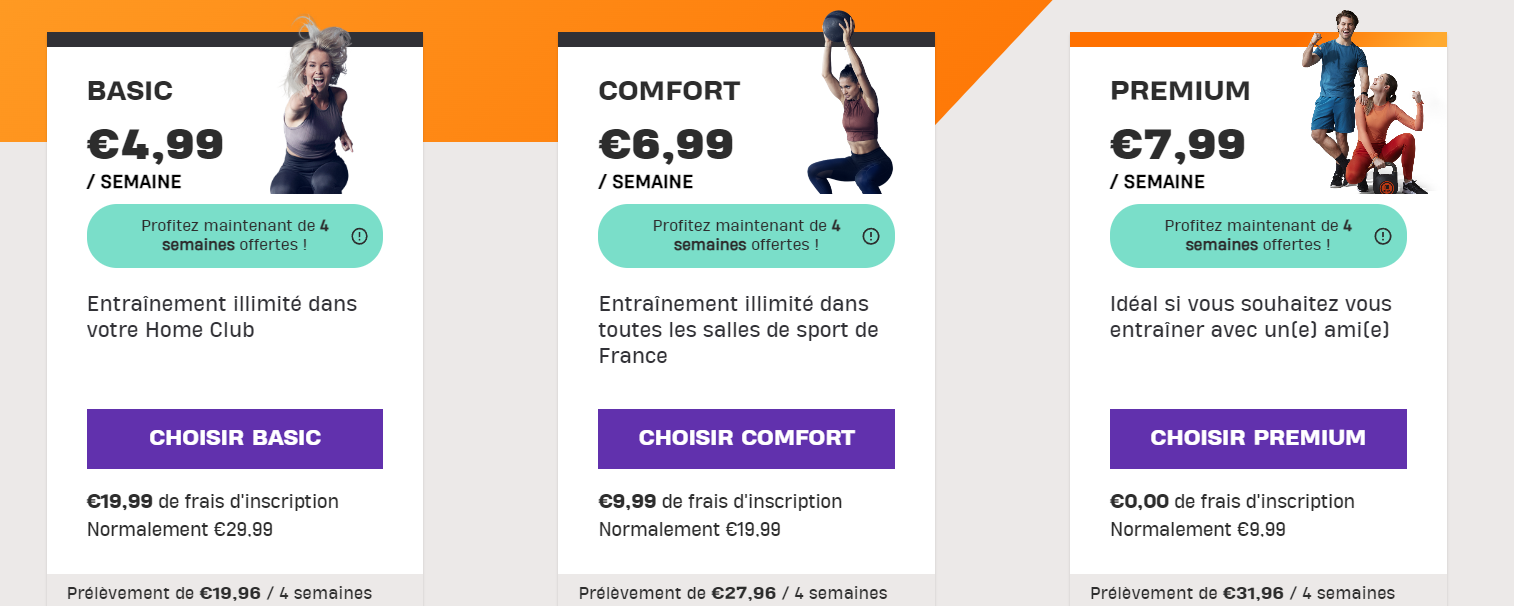 BASIC
€4,99
/ SEMAINE
Profitez maintenant de 4
semaines offertes !
Entraînement illimité dans
votre Home Club
CHOISIR BASIC
€19,99 de frais d'inscription
Normalement €29,99
Prélèvement de €19,96 / 4 semaines
COMFORT
€6,99
/ SEMAINE
Profitez maintenant de 4
semaines offertes !
Entraînement illimité dans
toutes les salles de sport de
France
CHOISIR COMFORT
€9,99 de frais d'inscription
Normalement €19,99
Prélèvement de €27,96 / 4 semaines
PREMIUM
€7,99
/ SEMAINE
Profitez maintenant de 4
semaines offertes !
Idéal si vous souhaitez vous
entraîner avec un(e) ami(e)
CHOISIR PREMIUM
€0,00 de frais d'inscription
Normalement €9,99
Prélèvement de €31,96 / 4 semaines